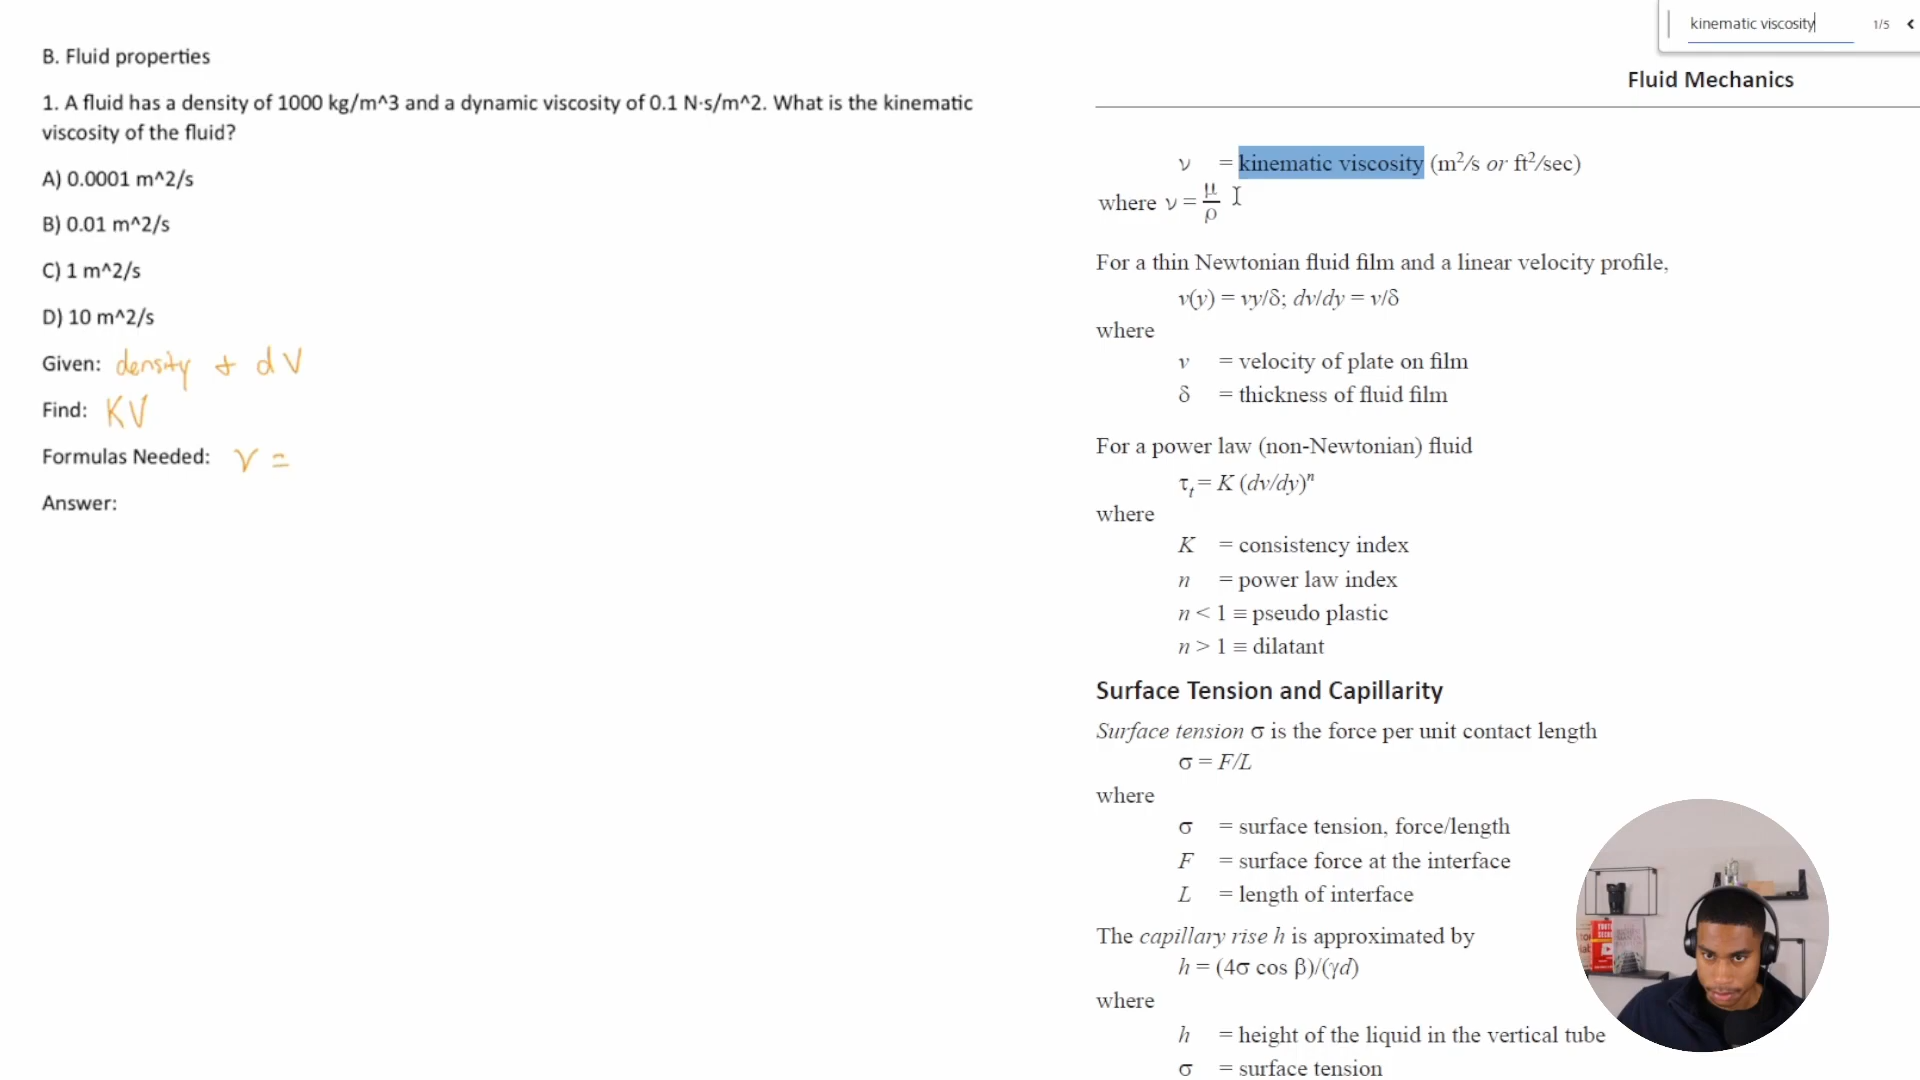 B. Fluid properties
1. A fluid has a density of 1000 kg/m^3 and a dynamic viscosity of 0.1 N·s/m^2. What is the kinematic
viscosity of the fluid?
A) 0.0001 m^2/s
B) 0.01 m^2/s
C) 1 m^2/s
D) 10 m^2/s
Given: density + dV
Find: KV
Formulas Needed: ν =
Answer:
kinematic viscosity 1/5
Fluid Mechanics
ν = kinematic viscosity (m²/s or ft²/sec)
where ν = μ/ρ
For a thin Newtonian fluid film and a linear velocity profile,
v(y) = vy/δ; dv/dy = v/δ
where
v = velocity of plate on film
δ = thickness of fluid film
For a power law (non-Newtonian) fluid
τₜ = K (dv/dy)ⁿ
where
K = consistency index
n = power law index
n < 1 ≡ pseudo plastic
n > 1 ≡ dilatant
Surface Tension and Capillarity
Surface tension σ is the force per unit contact length
σ = F/L
where
σ = surface tension, force/length
F = surface force at the interface
L = length of interface
The capillary rise h is approximated by
h = (4σ cos β)/(γd)
where
h = height of the liquid in the vertical tube
σ = surface tension